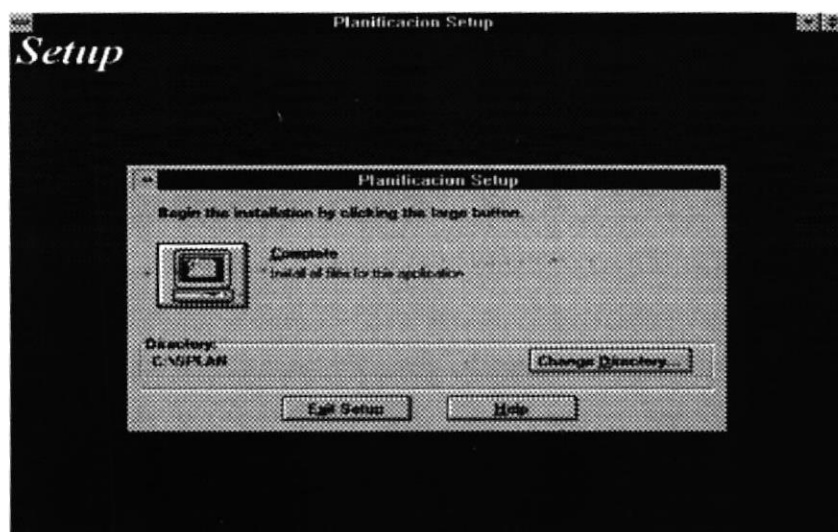 Planificacion Setup
Setup
Planificacion Setup
Begin the installation by clicking the large button.
Complete
Install all files for this application
Directory:
C:\SPLAN
Change Directory...
Exit Setup
Help